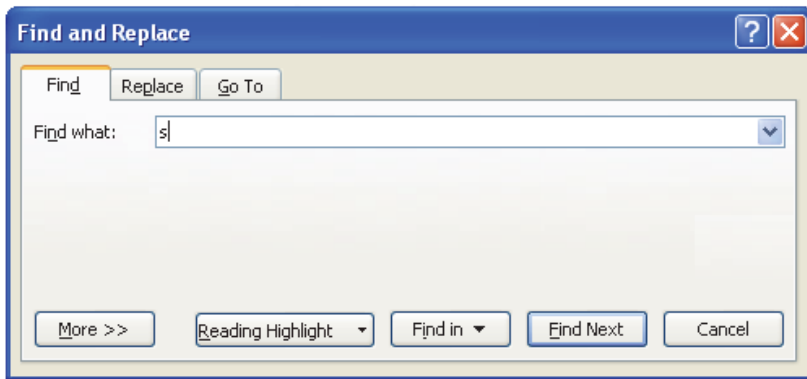 Find and Replace
Find Replace Go To
Find what: s
More >> Reading Highlight Find in Find Next Cancel